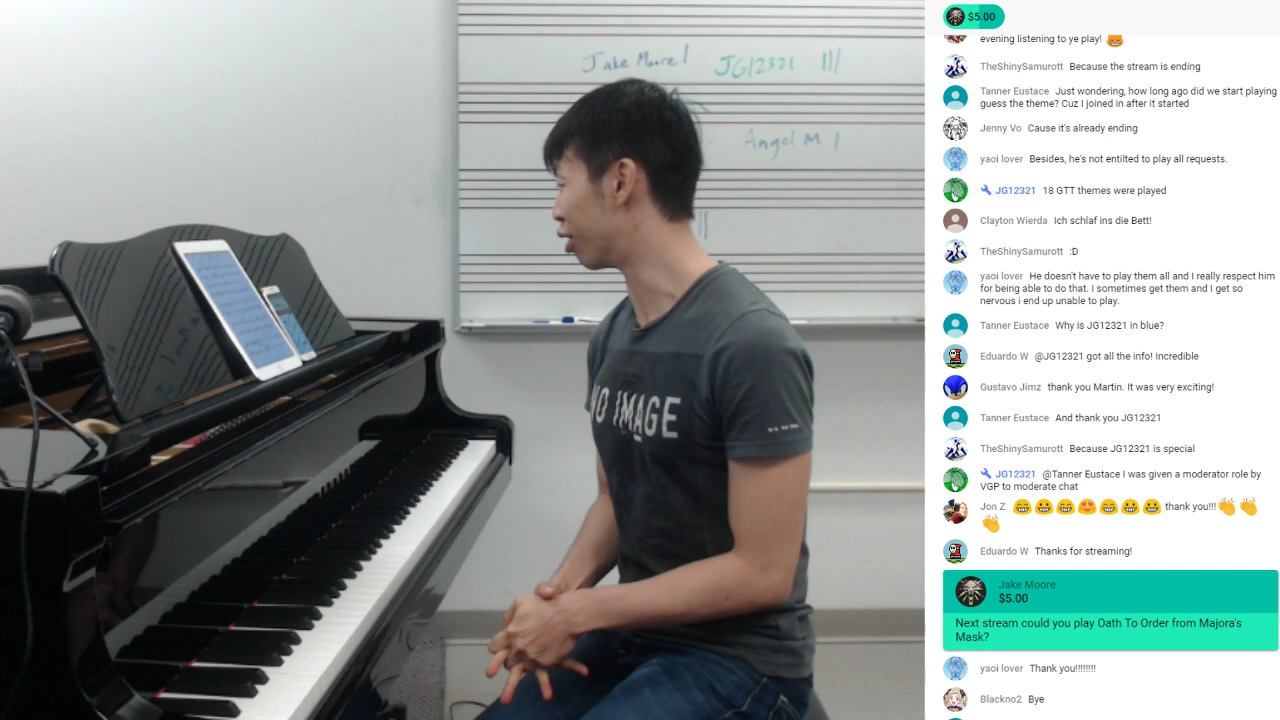 Jake Moore | JG12321 |||
Angel M |
||
NO IMAGE
$5.00
evening listening to ye play!
TheShinySamurott Because the stream is ending
Tanner Eustace Just wondering, how long ago did we start playing
guess the theme? Cuz I joined in after it started
Jenny Vo Cause it's already ending
yaoi lover Besides, he's not entilted to play all requests.
JG12321 18 GTT themes were played
Clayton Wierda Ich schlaf ins die Bett!
TheShinySamurott :D
yaoi lover He doesn't have to play them all and I really respect him
for being able to do that. I sometimes get them and I get so
nervous i end up unable to play.
Tanner Eustace Why is JG12321 in blue?
Eduardo W @JG12321 got all the info! Incredible
Gustavo Jimz thank you Martin. It was very exciting!
Tanner Eustace And thank you JG12321
TheShinySamurott Because JG12321 is special
JG12321 @Tanner Eustace I was given a moderator role by
VGP to moderate chat
Jon Z thank you!!!
Eduardo W Thanks for streaming!
Jake Moore
$5.00
Next stream could you play Oath To Order from Majora's
Mask?
yaoi lover Thank you!!!!!!!!
Blackno2 Bye